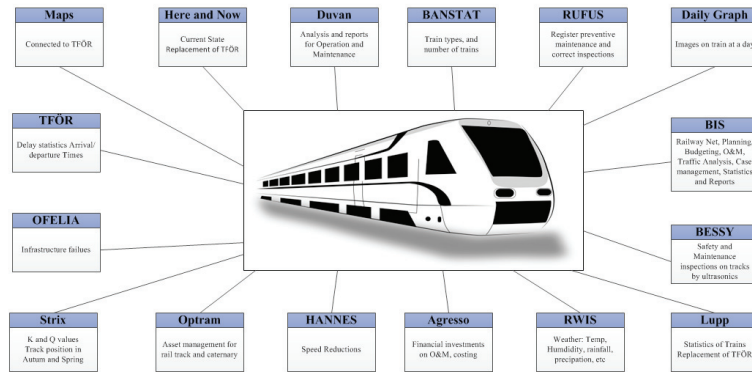 Maps
Connected to TFÖR
Here and Now
Current State
Replacement of TFÖR
Duvan
Analysis and reports
for Operation and
Maintenance
BANSTAT
Train types, and
number of trains
RUFUS
Register preventive
maintenance and
correct inspections
Daily Graph
Images on train at a day
TFÖR
Delay statistics Arrival/
departure Times
BIS
Railway Net, Planning,
Budgeting, O&M,
Traffic Analysis, Case
management, Statistics
and Reports
OFELIA
Infrastructure failues
BESSY
Safety and
Maintenance
inspections on tracks
by ultrasonics
Strix
K and Q values
Track position in
Autum and Spring
Optram
Asset management for
rail track and caternary
HANNES
Speed Reductions
Agresso
Financial investments
on O&M, costing
RWIS
Weather: Temp,
Humdidity, rainfall,
precipation, etc
Lupp
Statistics of Trains
Replacement of TFÖR